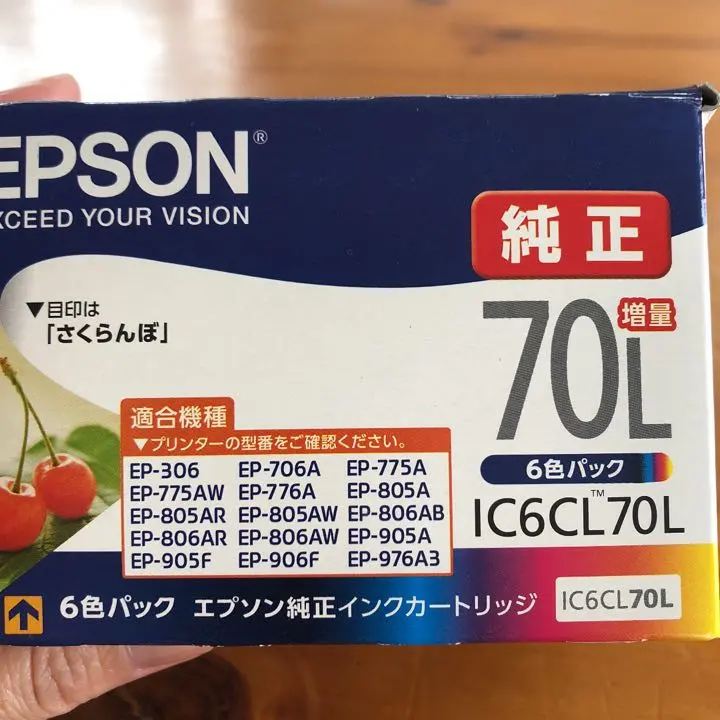 EPSON®
EXCEED YOUR VISION
純正
▼目印は
「さくらんぼ」
70L 増量
6色パック
IC6CL™70L
適合機種
▼プリンターの型番をご確認ください。
EP-306 EP-706A EP-775A
EP-775AW EP-776A EP-805A
EP-805AR EP-805AW EP-806AB
EP-806AR EP-806AW EP-905A
EP-905F EP-906F EP-976A3
6色パック エプソン純正インクカートリッジ IC6CL70L